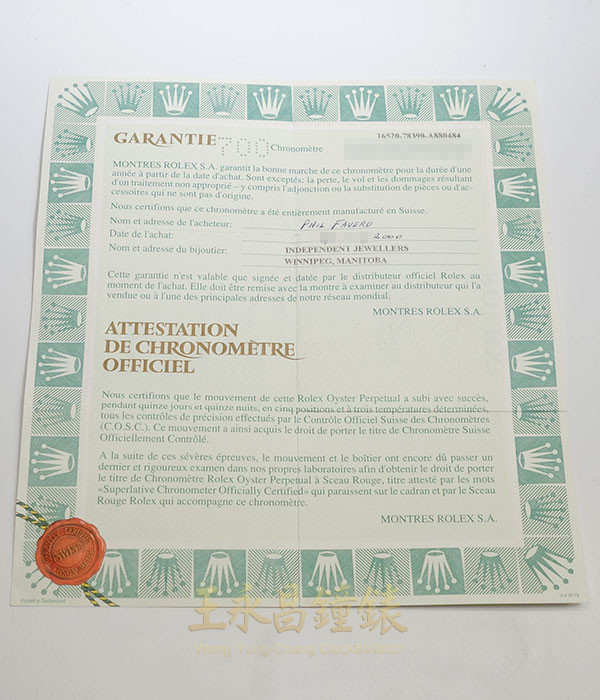 GARANTIE 700 Chronomètre
16520.78390.A880484
MONTRES ROLEX S.A. garantit la bonne marche de ce chronomètre pour la durée d'une
année à partir de la date d'achat. Sont exceptés: la perte, le vol et les dommages résultant
d'un traitement non approprié – y compris l'adjonction ou la substitution de pièces ou d'ac-
cessoires qui ne sont pas d'origine.
Nous certifions que ce chronomètre a été entièrement manufacturé en Suisse.
Nom et adresse de l'acheteur: PHIL FAVERO
Date de l'achat: 2000
Nom et adresse du bijoutier: INDEPENDENT JEWELLERS
WINNIPEG, MANITOBA
Cette garantie n'est valable que signée et datée par le distributeur officiel Rolex au
moment de l'achat. Elle doit être remise avec la montre à examiner au distributeur qui l'a
vendue ou à l'une des principales adresses de notre réseau mondial.
MONTRES ROLEX S.A.
ATTESTATION
DE CHRONOMÈTRE
OFFICIEL
Nous certifions que le mouvement de cette Rolex Oyster Perpetual a subi avec succès,
pendant quinze jours et quinze nuits, en cinq positions et à trois températures déterminées,
tous les contrôles de précision effectués par le Contrôle Officiel Suisse des Chronomètres
(C.O.S.C.). Ce mouvement a ainsi acquis le droit de porter le titre de Chronomètre Suisse
Officiellement Contrôlé.
A la suite de ces sévères épreuves, le mouvement et le boîtier ont encore dû passer un
dernier et rigoureux examen dans nos propres laboratoires afin d'obtenir le droit de porter
le titre de Chronomètre Rolex Oyster Perpetual à Sceau Rouge, titre attesté par les mots
«Superlative Chronometer Officially Certified» qui paraissent sur le cadran et par le Sceau
Rouge Rolex qui accompagne ce chronomètre.
MONTRES ROLEX S.A.
SWISS
Printed in Switzerland
王永昌鐘錶